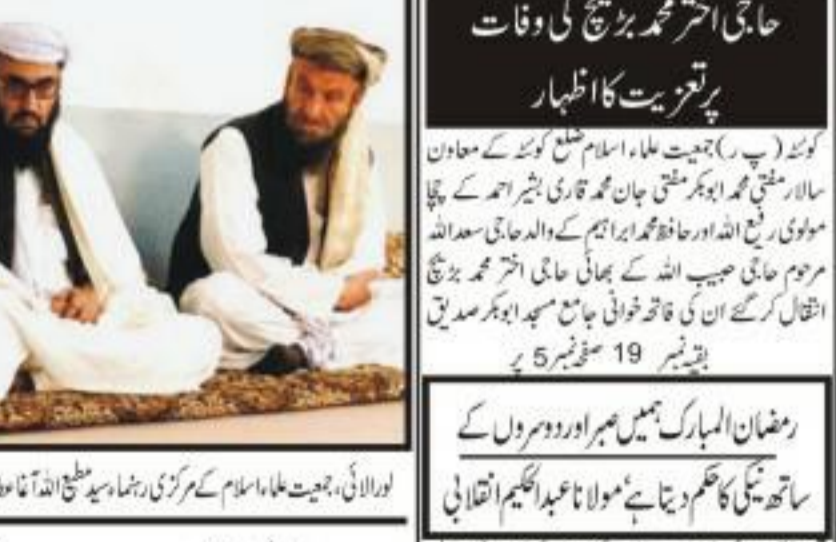 حاجی اختر محمد بڑیچ کی وفات
پر تعزیت کا اظہار
کوئٹہ (پ ر) جمعیت علماء اسلام ضلع کوئٹہ کے معاون
سالار مفتی محمد ابوبکر مفتی جان محمد قاری بشیر احمد کے چچا
مولوی رفیع اللہ اور حافظ محمد ابراہیم کے والد حاجی سعد اللہ
مرحوم حاجی حبیب اللہ کے بھائی حاجی اختر محمد بڑیچ
انتقال کر گئے ان کی فاتحہ خوانی جامع مسجد ابوبکر صدیق
بقیہ نمبر 19 صفحہ نمبر 5 پر
رمضان المبارک ہمیں صبر اور دوسروں کے
ساتھ نیکی کا حکم دیتا ہے‘ مولانا عبدالحکیم انقلابی
لورالائی، جمعیت علماء اسلام کے مرکزی رہنماء سید مطیع اللہ آغا